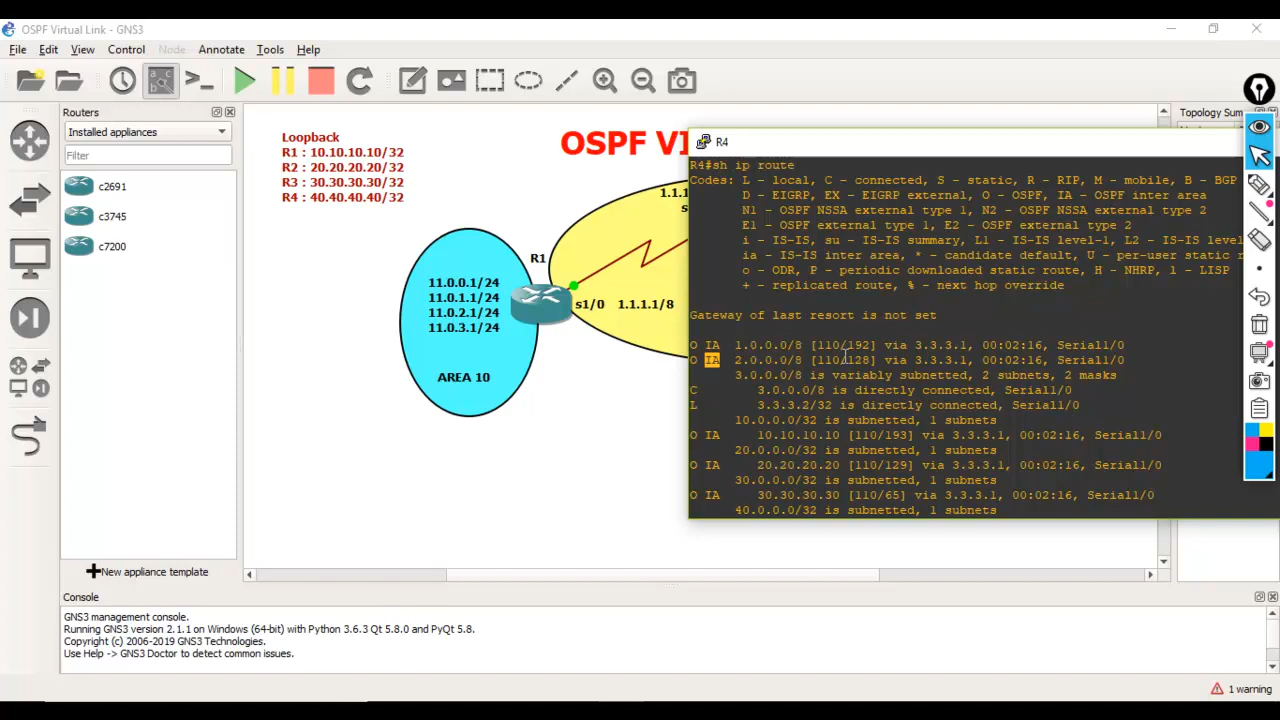 OSPF Virtual Link - GNS3
File Edit View Control Node Annotate Tools Help
Routers
Installed appliances
Filter
c2691
c3745
c7200
New appliance template
Loopback
R1 : 10.10.10.10/32
R2 : 20.20.20.20/32
R3 : 30.30.30.30/32
R4 : 40.40.40.40/32
OSPF VI
1.1.1
s
R1
11.0.0.1/24
11.0.1.1/24
11.0.2.1/24
11.0.3.1/24
AREA 10
s1/0 1.1.1.1/8
Topology Summ
R4
R4#sh ip route
Codes: L - local, C - connected, S - static, R - RIP, M - mobile, B - BGP
D - EIGRP, EX - EIGRP external, O - OSPF, IA - OSPF inter area
N1 - OSPF NSSA external type 1, N2 - OSPF NSSA external type 2
E1 - OSPF external type 1, E2 - OSPF external type 2
i - IS-IS, su - IS-IS summary, L1 - IS-IS level-1, L2 - IS-IS level
ia - IS-IS inter area, * - candidate default, U - per-user static r
o - ODR, P - periodic downloaded static route, H - NHRP, l - LISP
+ - replicated route, % - next hop override
Gateway of last resort is not set
O IA 1.0.0.0/8 [110/192] via 3.3.3.1, 00:02:16, Serial1/0
O IA 2.0.0.0/8 [110/128] via 3.3.3.1, 00:02:16, Serial1/0
3.0.0.0/8 is variably subnetted, 2 subnets, 2 masks
C 3.0.0.0/8 is directly connected, Serial1/0
L 3.3.3.2/32 is directly connected, Serial1/0
10.0.0.0/32 is subnetted, 1 subnets
O IA 10.10.10.10 [110/193] via 3.3.3.1, 00:02:16, Serial1/0
20.0.0.0/32 is subnetted, 1 subnets
O IA 20.20.20.20 [110/129] via 3.3.3.1, 00:02:16, Serial1/0
30.0.0.0/32 is subnetted, 1 subnets
O IA 30.30.30.30 [110/65] via 3.3.3.1, 00:02:16, Serial1/0
40.0.0.0/32 is subnetted, 1 subnets
Console
GNS3 management console.
Running GNS3 version 2.1.1 on Windows (64-bit) with Python 3.6.3 Qt 5.8.0 and PyQt 5.8.
Copyright (c) 2006-2019 GNS3 Technologies.
Use Help -> GNS3 Doctor to detect common issues.
1 warning